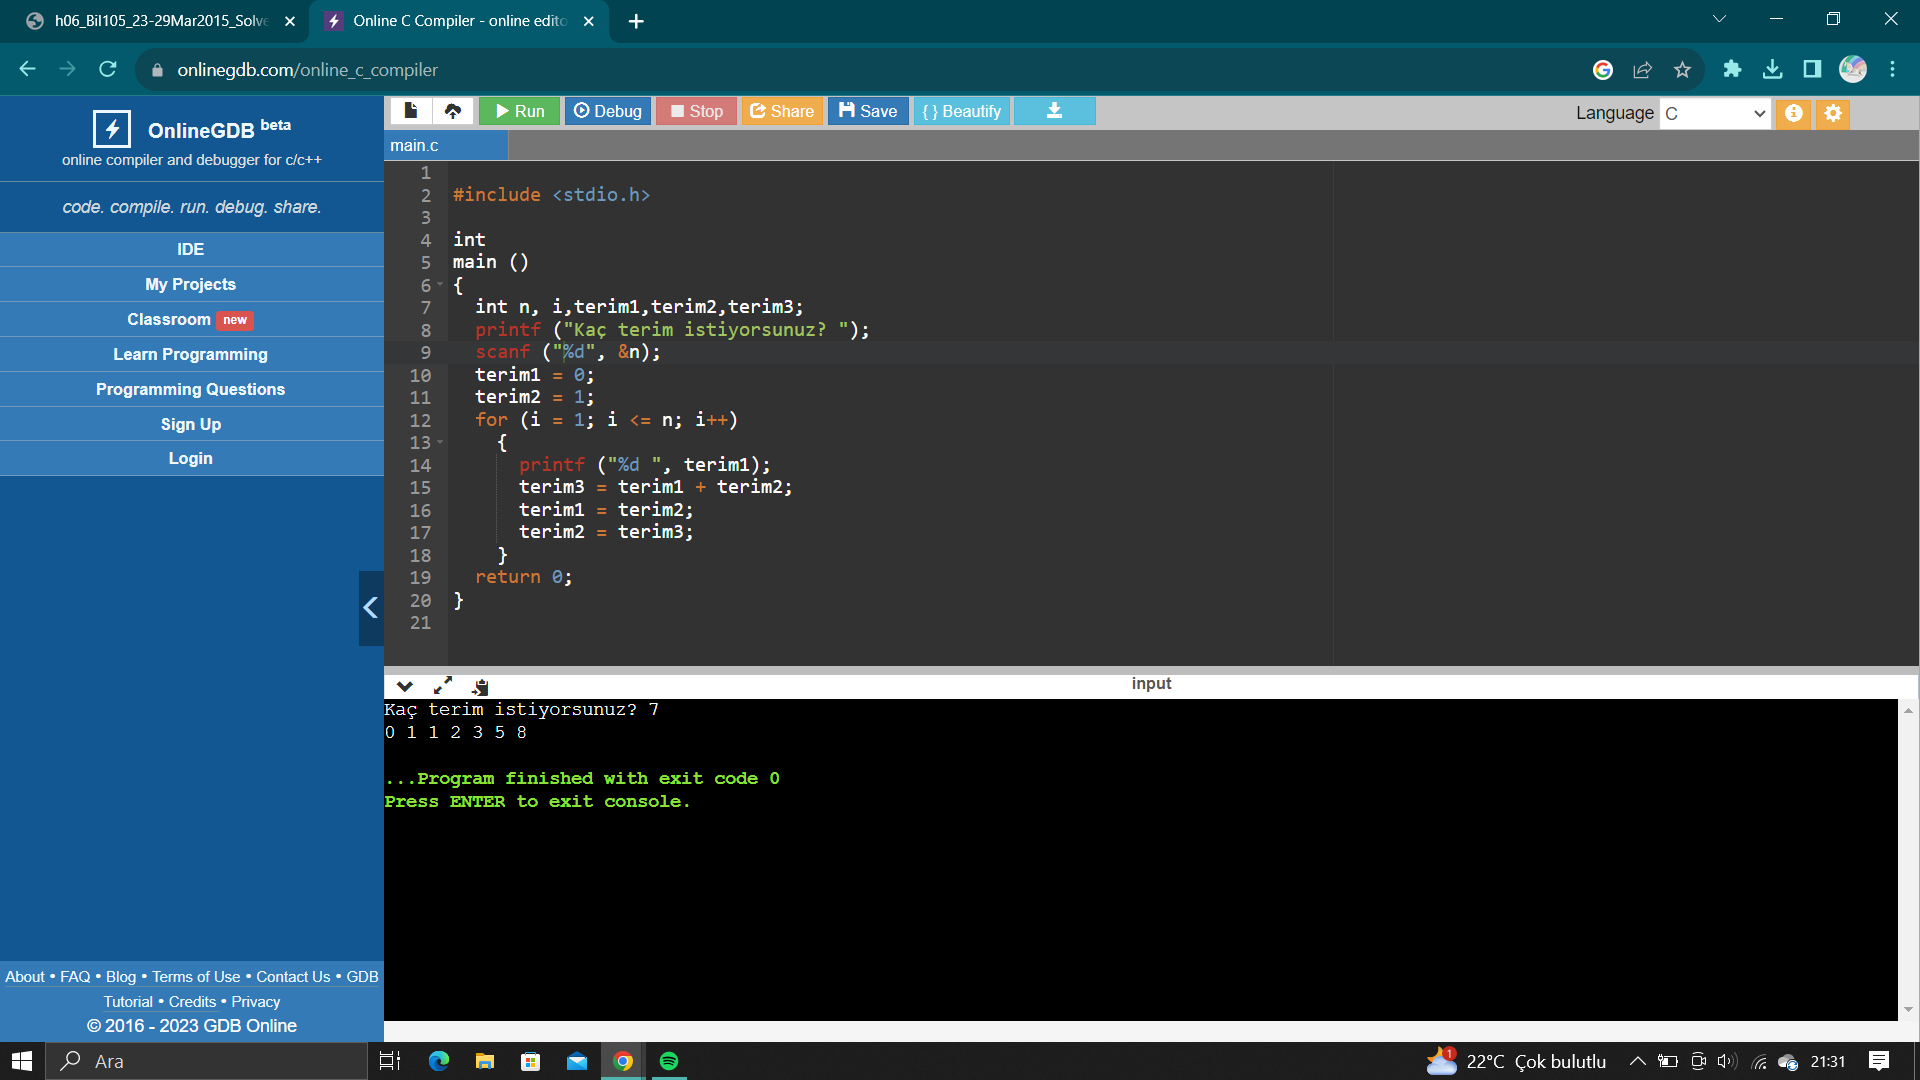 h06_Bil105_23-29Mar2015_Solve
Online C Compiler - online edito
onlinegdb.com/online_c_compiler
OnlineGDB beta
online compiler and debugger for c/c++
code. compile. run. debug. share.
IDE
My Projects
Classroom new
Learn Programming
Programming Questions
Sign Up
Login
About • FAQ • Blog • Terms of Use • Contact Us • GDB
Tutorial • Credits • Privacy
© 2016 - 2023 GDB Online
Run Debug Stop Share Save { } Beautify
Language C
main.c
1
2 #include <stdio.h>
3
4 int
5 main ()
6 {
7 int n, i,terim1,terim2,terim3;
8 printf ("Kaç terim istiyorsunuz? ");
9 scanf ("%d", &n);
10 terim1 = 0;
11 terim2 = 1;
12 for (i = 1; i <= n; i++)
13 {
14 printf ("%d ", terim1);
15 terim3 = terim1 + terim2;
16 terim1 = terim2;
17 terim2 = terim3;
18 }
19 return 0;
20 }
21
input
Kaç terim istiyorsunuz? 7
0 1 1 2 3 5 8
...Program finished with exit code 0
Press ENTER to exit console.
Ara
1
22°C Çok bulutlu
21:31